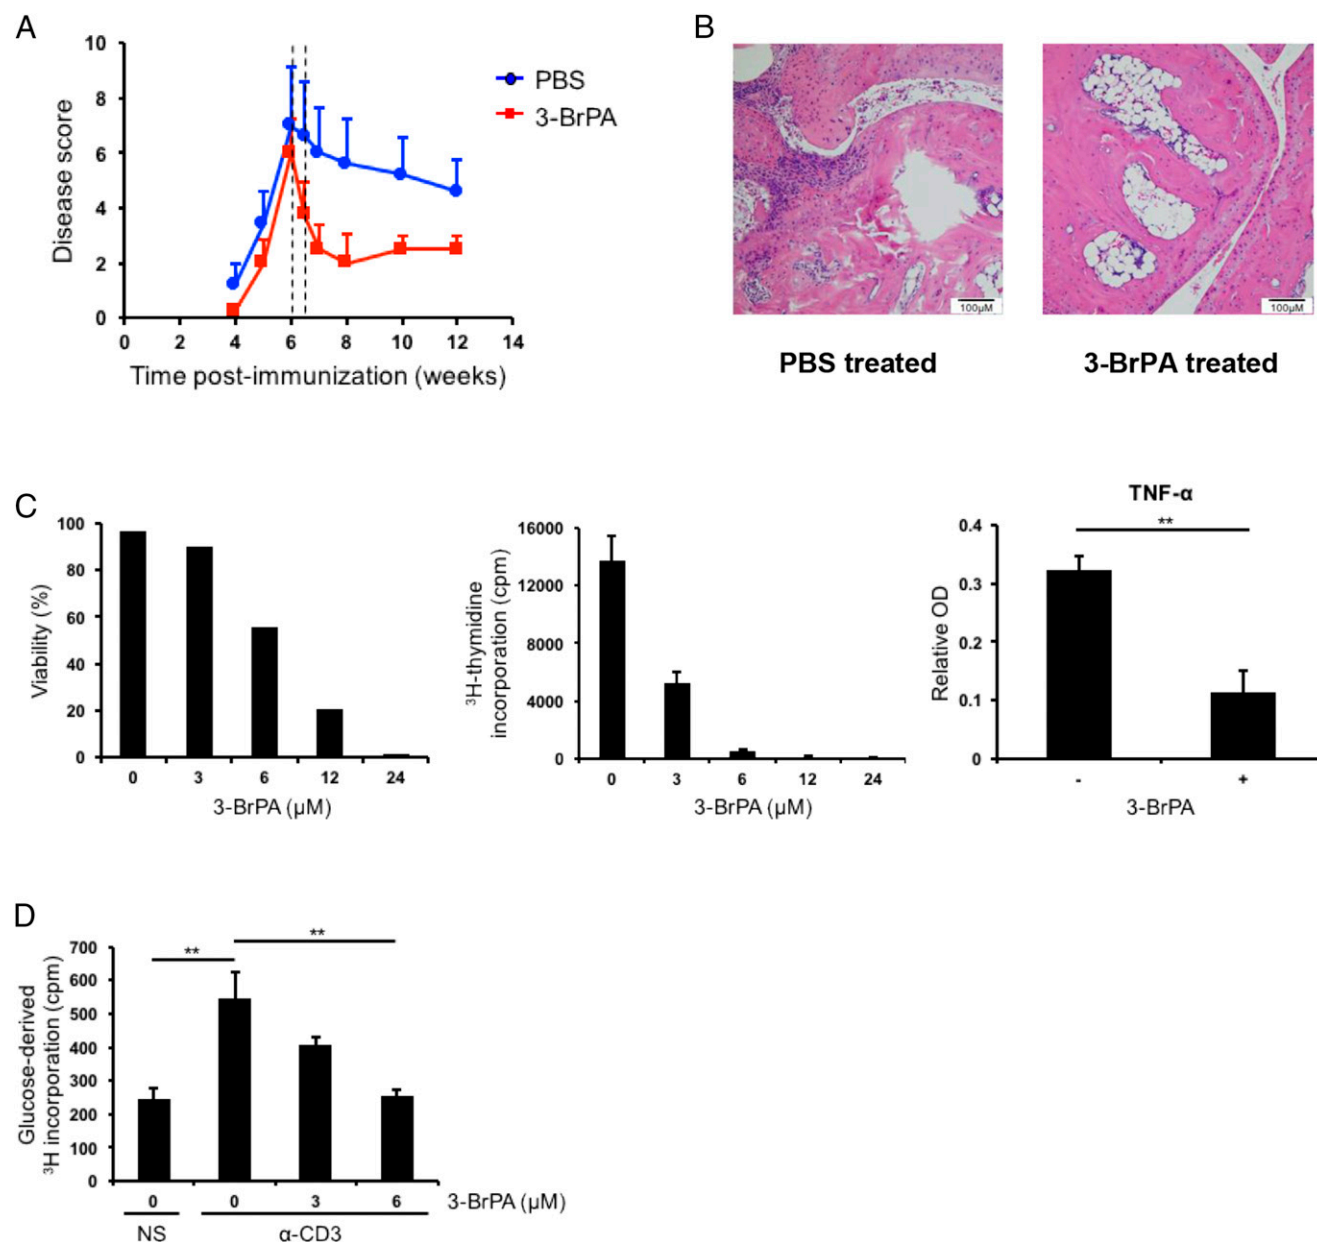 A
10
8
6
4
2
0
Disease score
0 2 4 6 8 10 12 14
Time post-immunization (weeks)
PBS
3-BrPA
B
100μM
100μM
PBS treated
3-BrPA treated
C
100
80
60
40
20
0
Viability (%)
0 3 6 12 24
3-BrPA (μM)
16000
12000
8000
4000
0
³H-thymidine
incorporation (cpm)
0 3 6 12 24
3-BrPA (μM)
TNF-α
**
0.4
0.3
0.2
0.1
0
Relative OD
- +
3-BrPA
D
700
600
500
400
300
200
100
0
Glucose-derived
³H incorporation (cpm)
**
**
0 0 3 6 3-BrPA (μM)
NS α-CD3